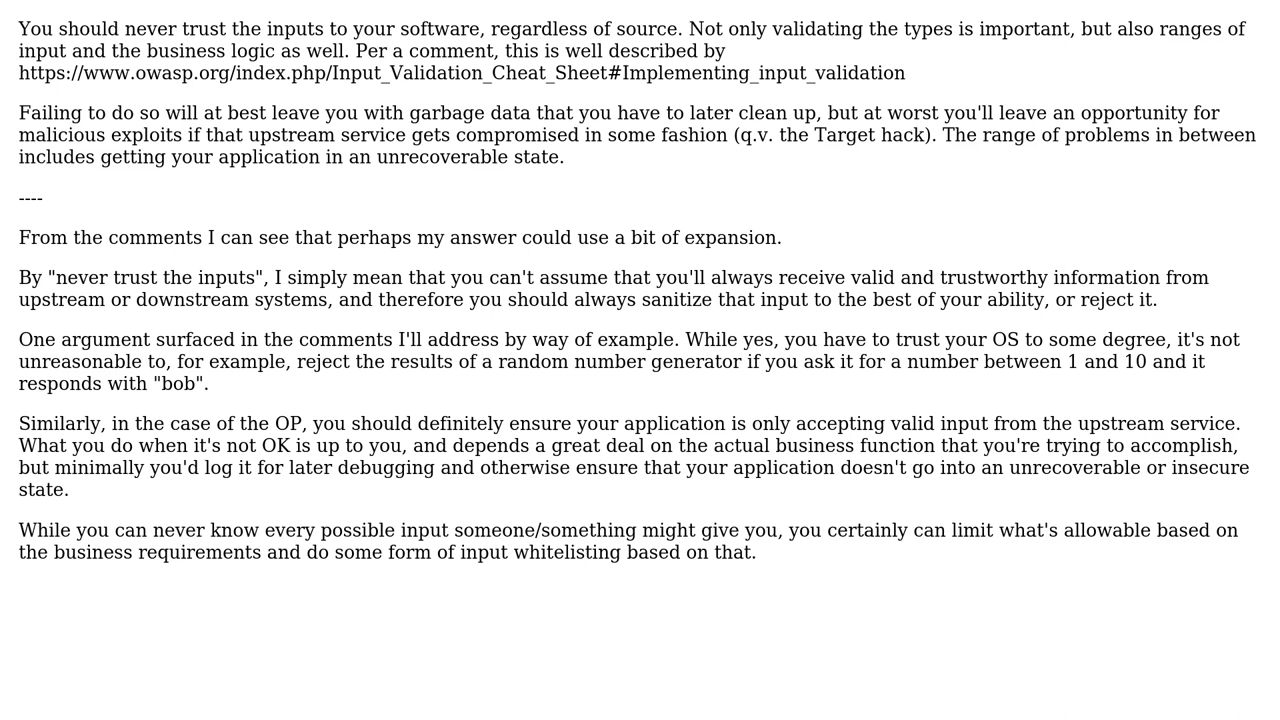 You should never trust the inputs to your software, regardless of source. Not only validating the types is important, but also ranges of
input and the business logic as well. Per a comment, this is well described by
https://www.owasp.org/index.php/Input_Validation_Cheat_Sheet#Implementing_input_validation
Failing to do so will at best leave you with garbage data that you have to later clean up, but at worst you'll leave an opportunity for
malicious exploits if that upstream service gets compromised in some fashion (q.v. the Target hack). The range of problems in between
includes getting your application in an unrecoverable state.
----
From the comments I can see that perhaps my answer could use a bit of expansion.
By "never trust the inputs", I simply mean that you can't assume that you'll always receive valid and trustworthy information from
upstream or downstream systems, and therefore you should always sanitize that input to the best of your ability, or reject it.
One argument surfaced in the comments I'll address by way of example. While yes, you have to trust your OS to some degree, it's not
unreasonable to, for example, reject the results of a random number generator if you ask it for a number between 1 and 10 and it
responds with "bob".
Similarly, in the case of the OP, you should definitely ensure your application is only accepting valid input from the upstream service.
What you do when it's not OK is up to you, and depends a great deal on the actual business function that you're trying to accomplish,
but minimally you'd log it for later debugging and otherwise ensure that your application doesn't go into an unrecoverable or insecure
state.
While you can never know every possible input someone/something might give you, you certainly can limit what's allowable based on
the business requirements and do some form of input whitelisting based on that.